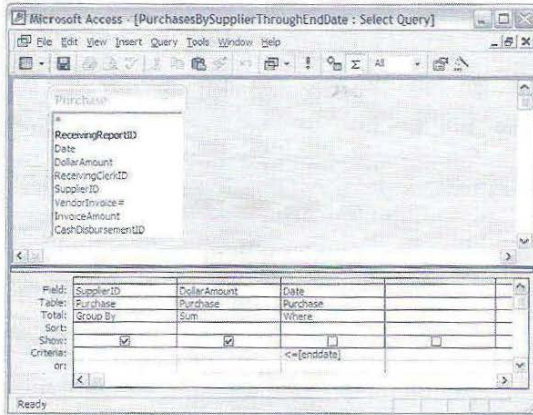 Microsoft Access - [PurchasesBySupplierThroughEndDate : Select Query]
File Edit View Insert Query Tools Window Help
Σ All
Purchase
*
ReceivingReportID
Date
DollarAmount
ReceivingClerkID
SupplierID
VendorInvoice#
InvoiceAmount
CashDisbursementID
Field: SupplierID DollarAmount Date
Table: Purchase Purchase Purchase
Total: Group By Sum Where
Sort:
Show:
Criteria: <=[enddate]
or:
Ready